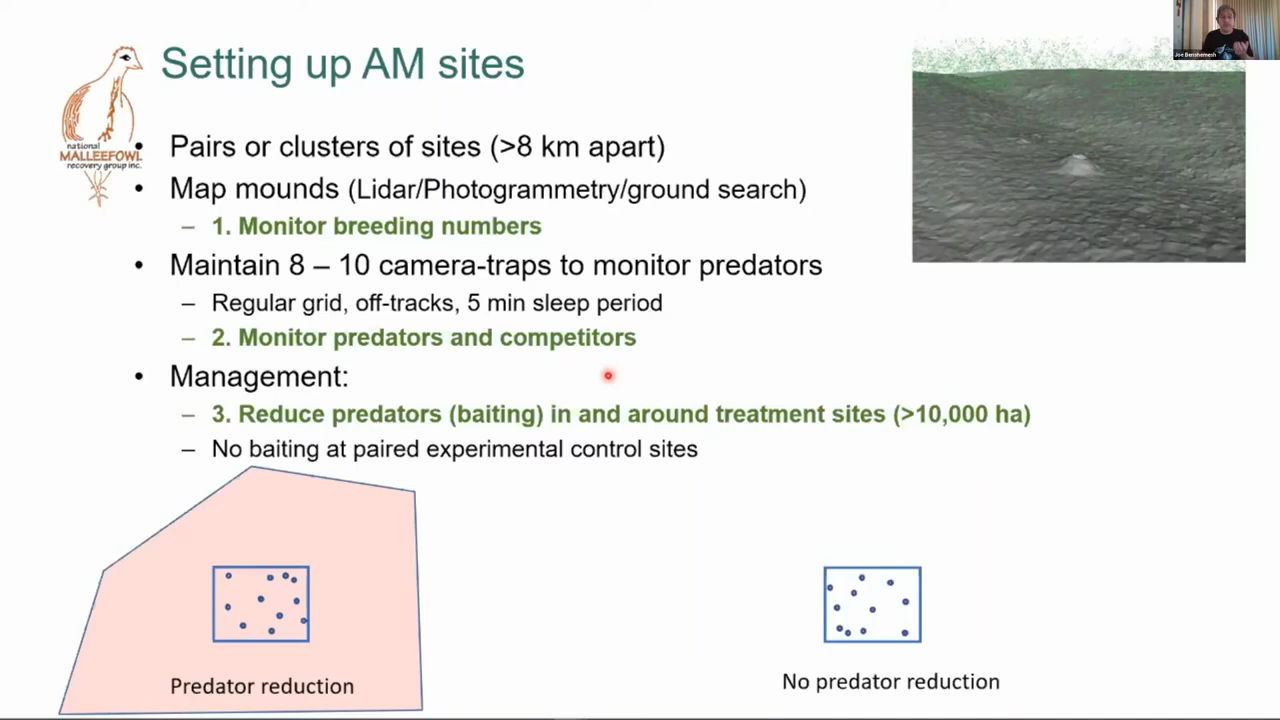 Setting up AM sites
national
MALLEEFOWL
recovery group inc.
• Pairs or clusters of sites (>8 km apart)
• Map mounds (Lidar/Photogrammetry/ground search)
– 1. Monitor breeding numbers
• Maintain 8 – 10 camera-traps to monitor predators
– Regular grid, off-tracks, 5 min sleep period
– 2. Monitor predators and competitors
• Management:
– 3. Reduce predators (baiting) in and around treatment sites (>10,000 ha)
– No baiting at paired experimental control sites
Predator reduction
No predator reduction
Joe Benshemesh